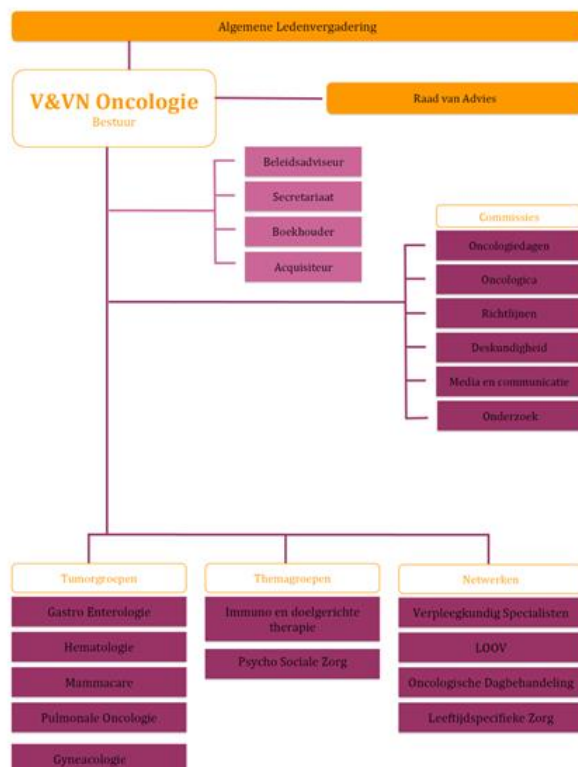 Algemene Ledenvergadering
V&VN Oncologie
Bestuur
Raad van Advies
Beleidsadviseur
Secretariaat
Boekhouder
Acquisiteur
Commissies
Oncologiedagen
Oncologica
Richtlijnen
Deskundigheid
Media en communicatie
Onderzoek
Tumorgroepen
Gastro Enterologie
Hematologie
Mammacare
Pulmonale Oncologie
Gyneacologie
Themagroepen
Immuno en doelgerichte
therapie
Psycho Sociale Zorg
Netwerken
Verpleegkundig Specialisten
LOOV
Oncologische Dagbehandeling
Leeftijdspecifieke Zorg